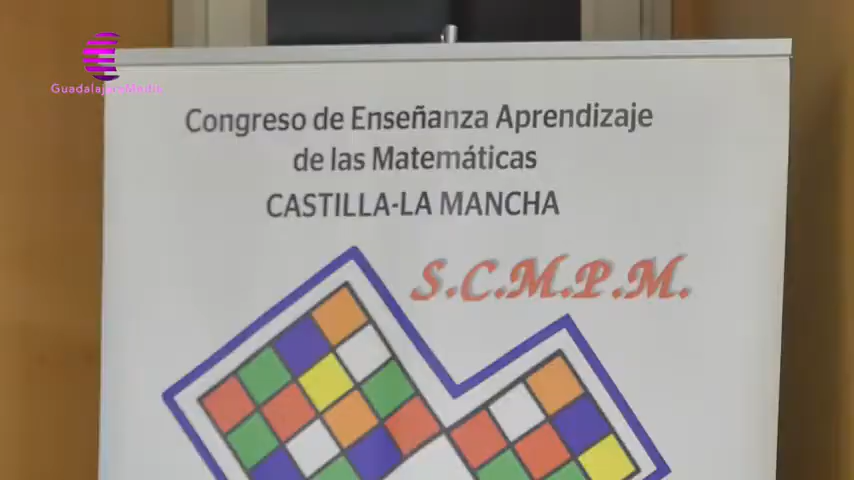 GuadalajaraMedia
Congreso de Enseñanza Aprendizaje
de las Matemáticas
CASTILLA-LA MANCHA
S.C.M.P.M.